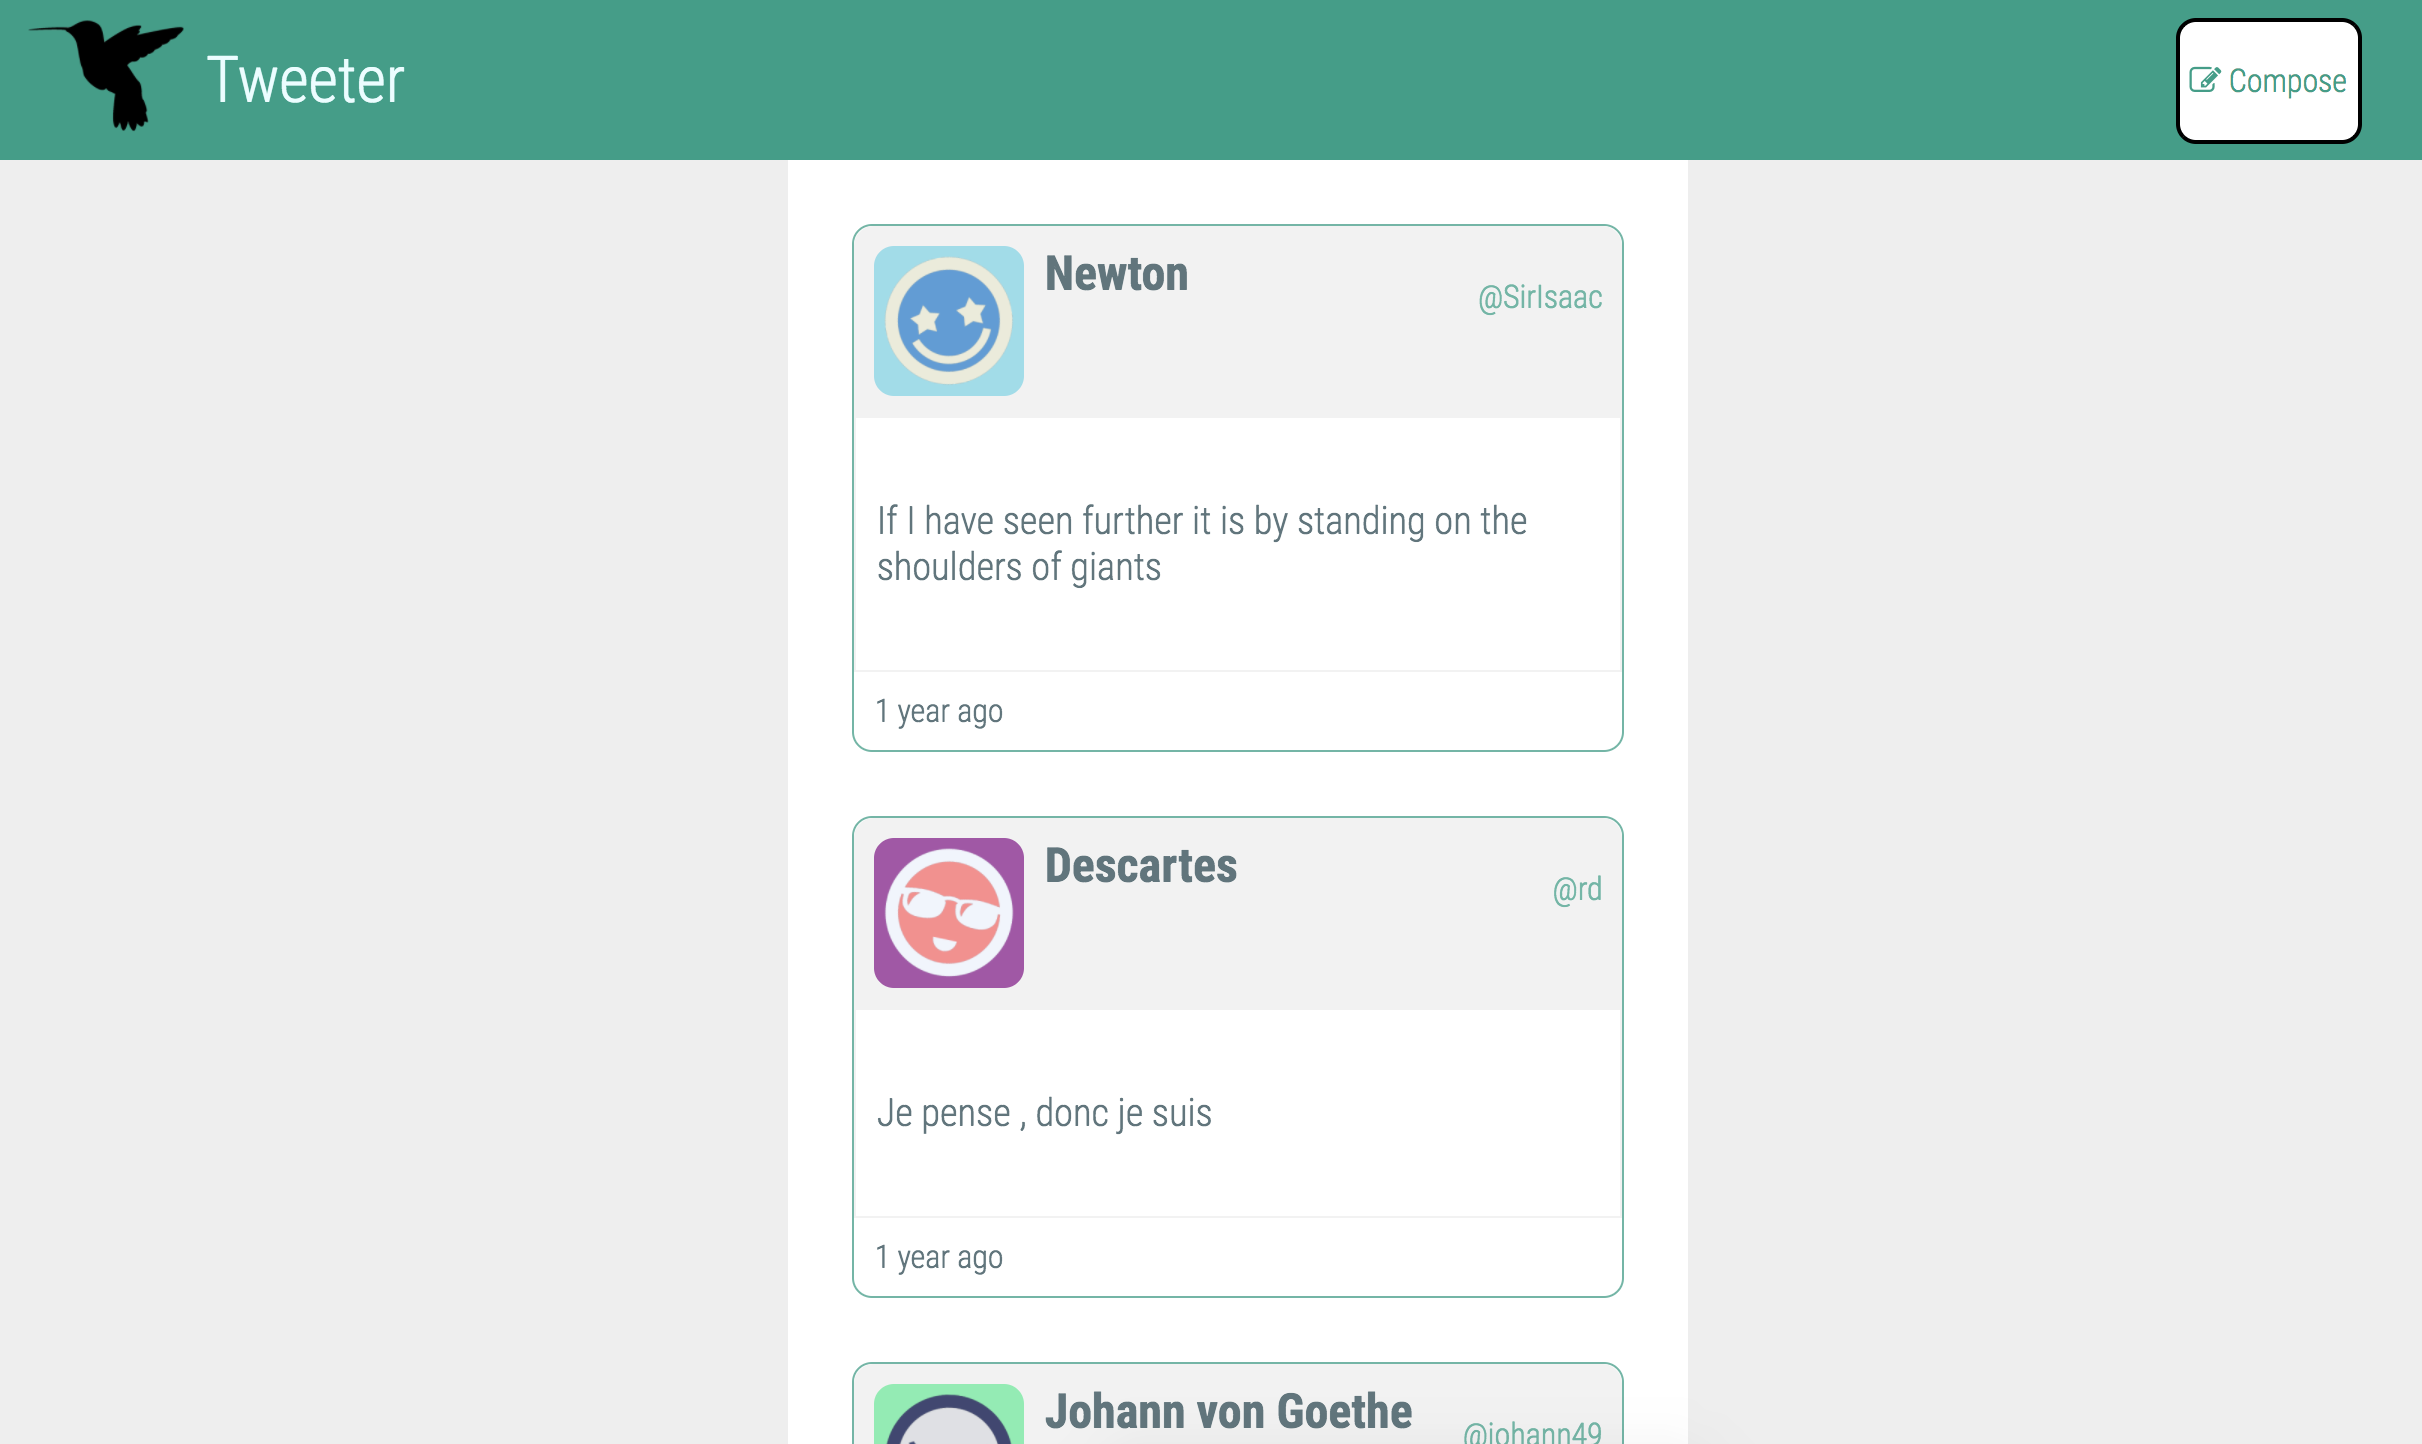 Tweeter
Compose
Newton
@SirIsaac
If I have seen further it is by standing on the
shoulders of giants
1 year ago
Descartes
@rd
Je pense , donc je suis
1 year ago
Johann von Goethe
@johann49